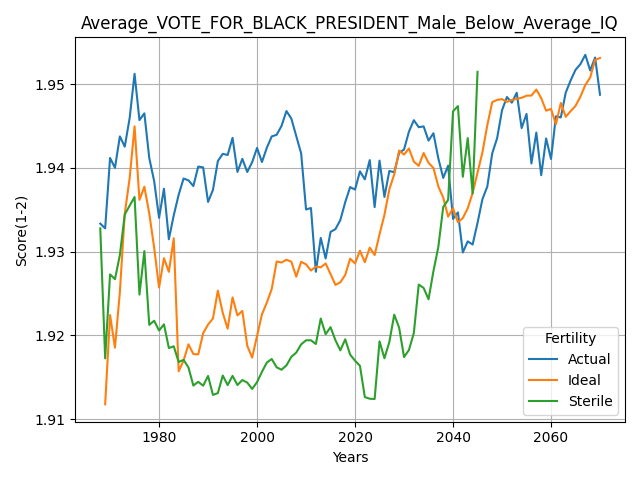 Average_VOTE_FOR_BLACK_PRESIDENT_Male_Below_Average_IQ
Score(1-2)
1.95
1.94
1.93
1.92
1.91
Fertility
Actual
Ideal
Sterile
1980
2000
2020
2040
2060
Years